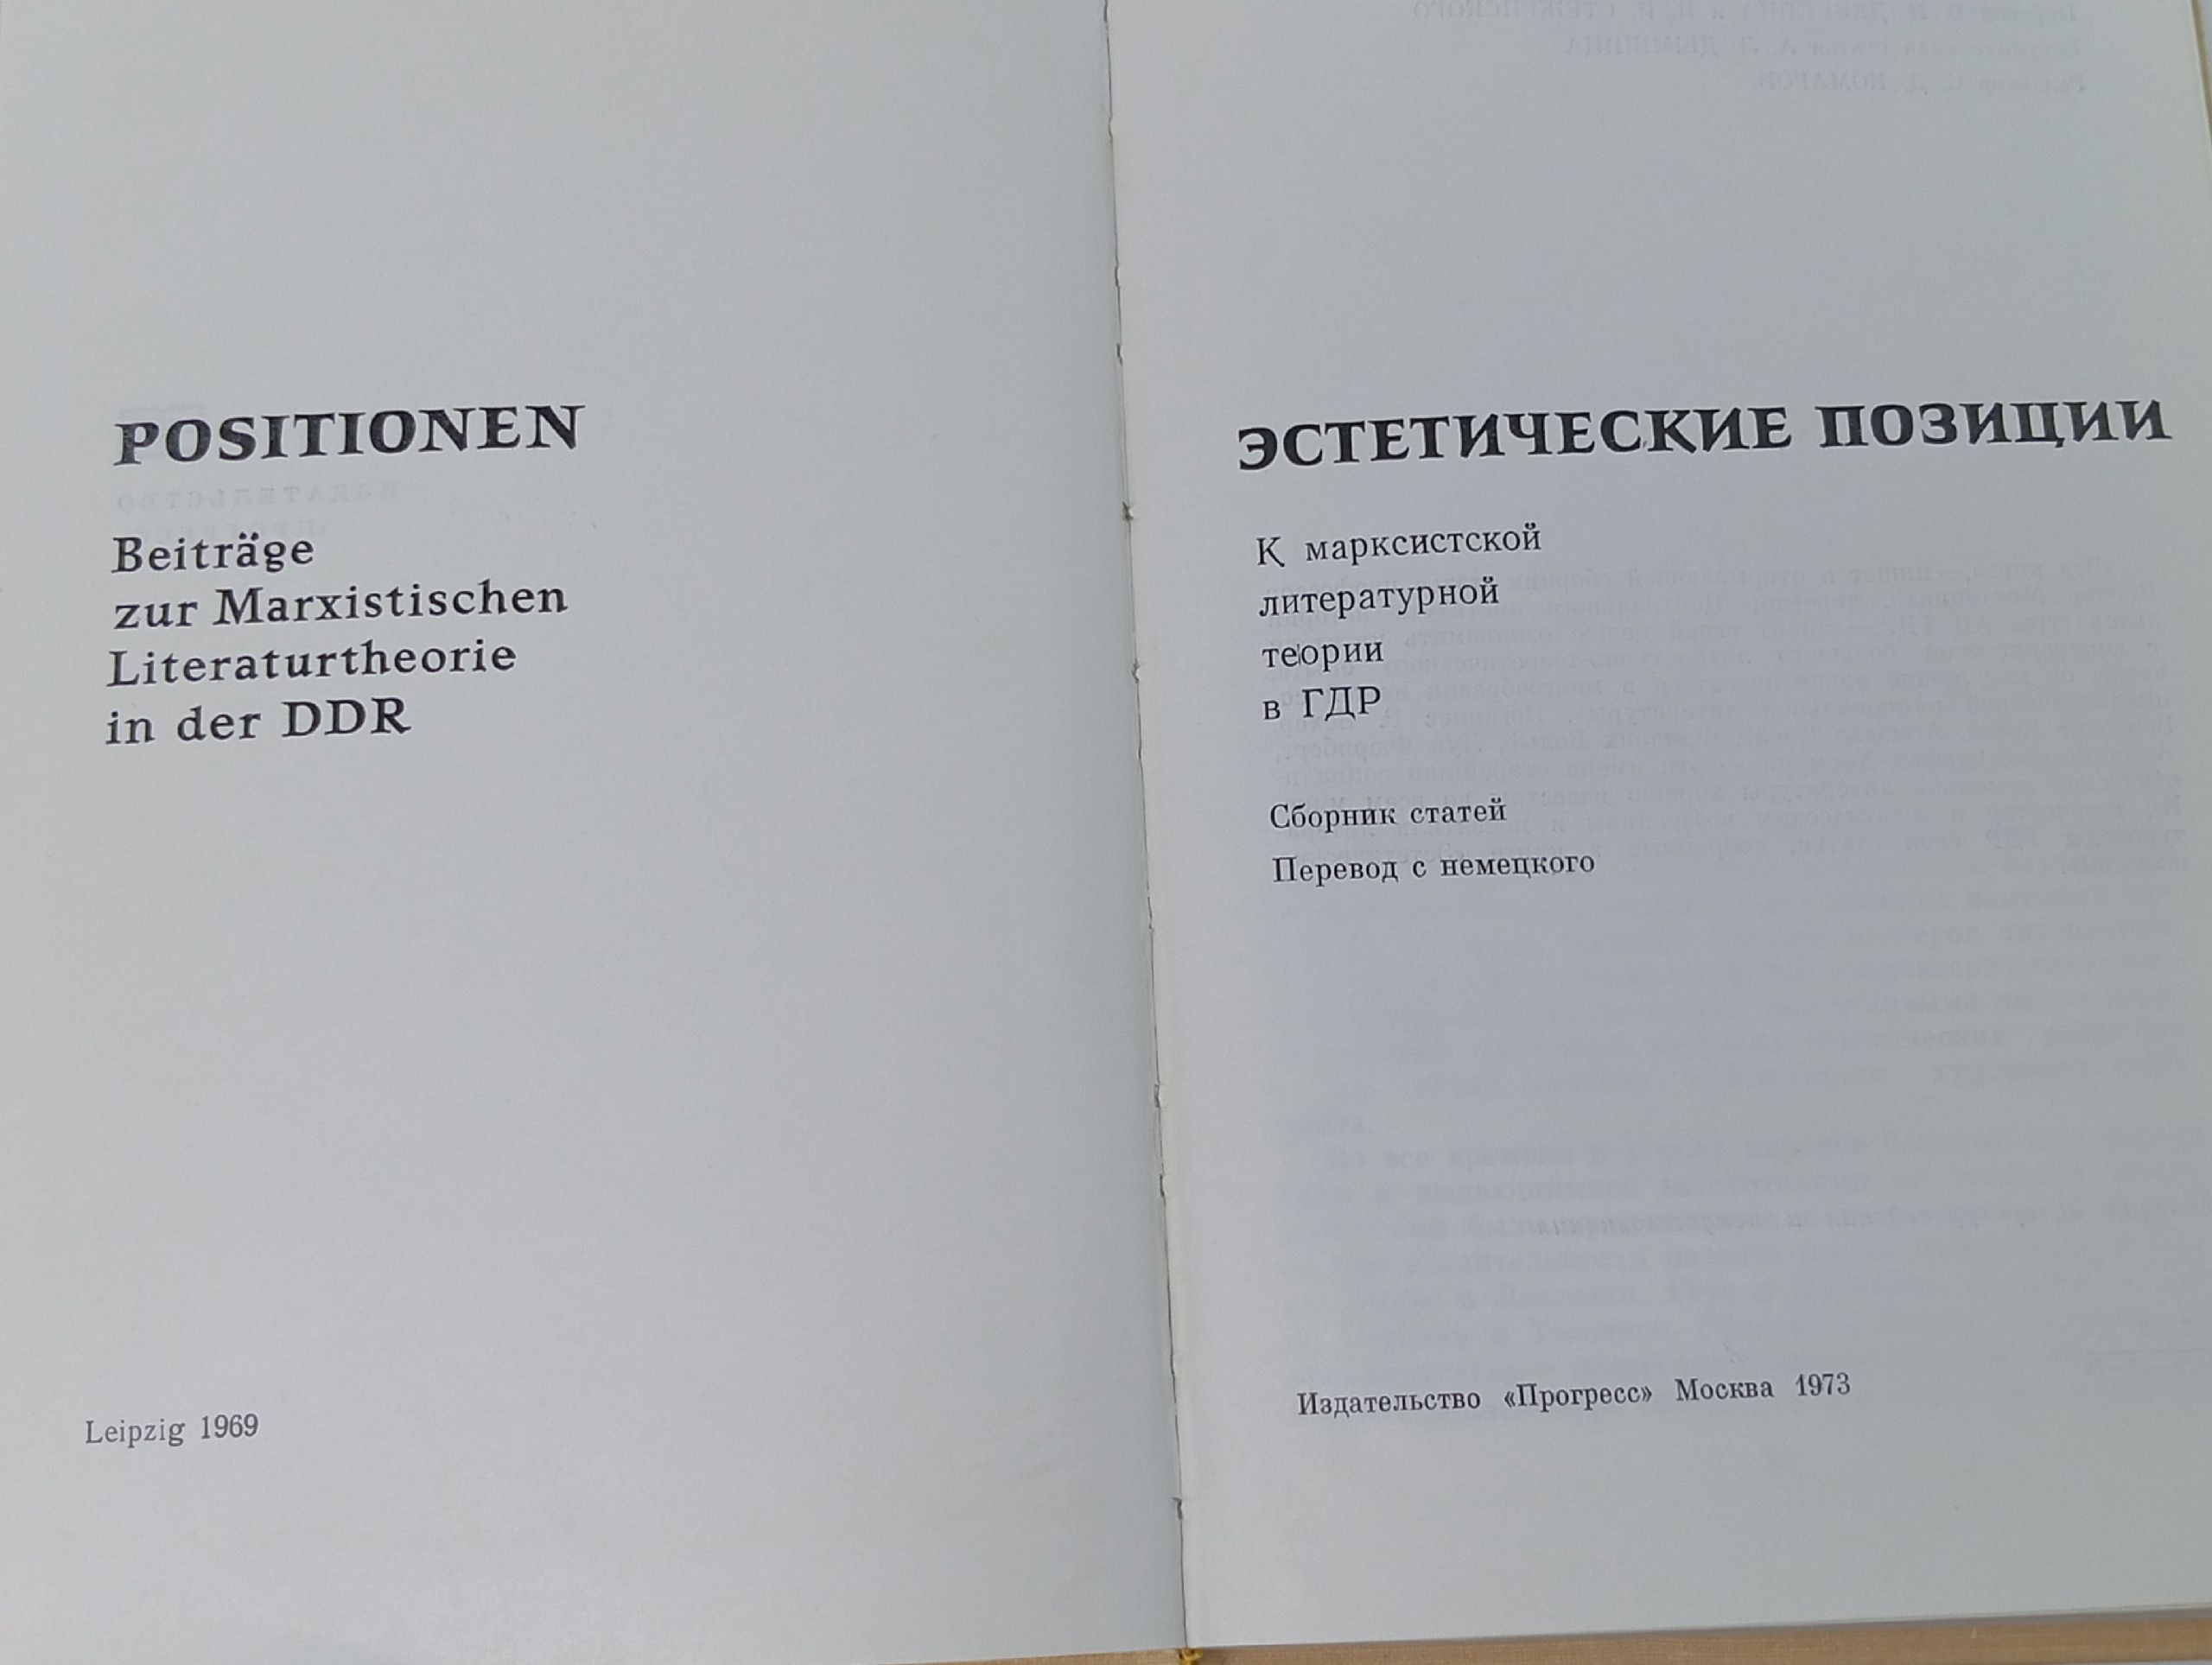 POSITIONEN
Beiträge
zur Marxistischen
Literaturtheorie
in der DDR
Leipzig 1969
ЭСТЕТИЧЕСКИЕ ПОЗИЦИИ
К марксистской
литературной
теории
в ГДР
Сборник статей
Перевод с немецкого
Издательство «Прогресс» Москва 1973